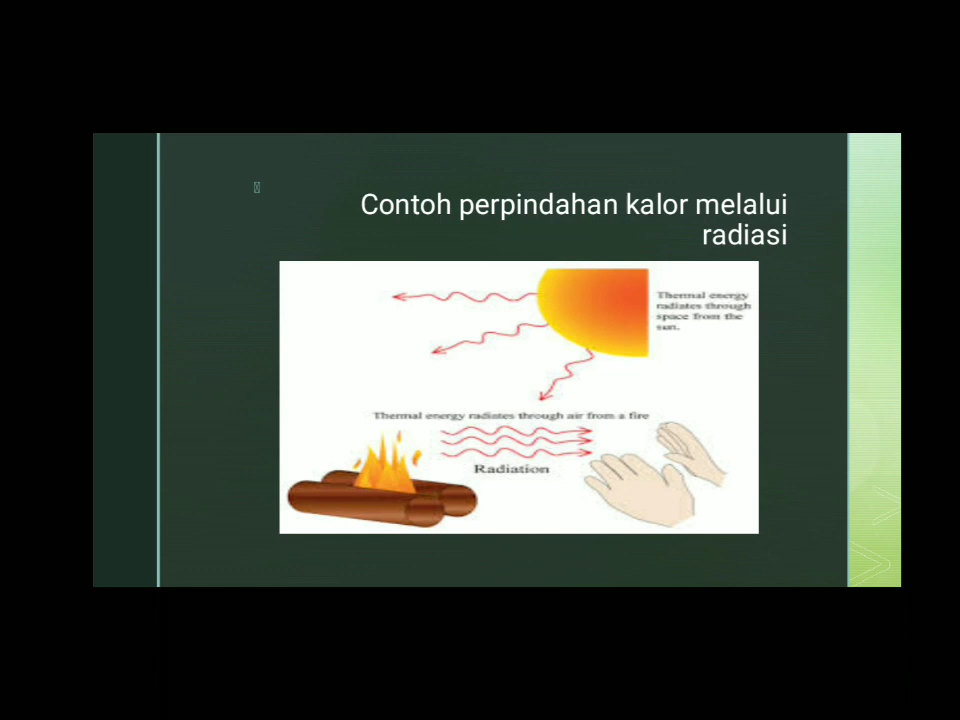 Contoh perpindahan kalor melalui
radiasi
Thermal energy
radiates through
space from the
sun.
Thermal energy radiates through air from a fire
Radiation